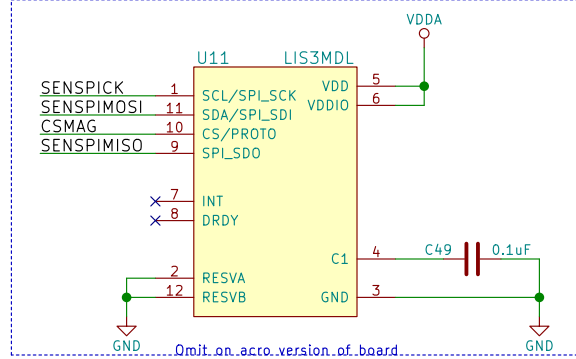 VDDA
U11 LIS3MDL
SENSPICK 1 SCL/SPI_SCK VDD 5
SENSPIMOSI 11 SDA/SPI_SDI VDDIO 6
CSMAG 10 CS/PROTO
SENSPIMISO 9 SPI_SDO
7 INT
8 DRDY
C1 4 C49 0.1uF
2 RESVA
12 RESVB GND 3
GND GND
Omit on acro version of board